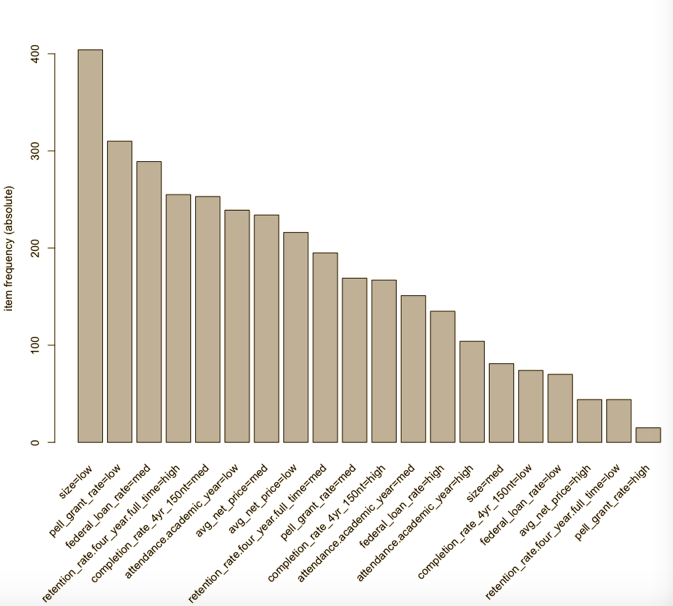 item frequency (absolute)
400
300
200
100
0
size=low
pell_grant_rate=low
federal_loan_rate=med
retention_rate.four_year.full_time=high
completion_rate_4yr_150nt=med
attendance.academic_year=low
avg_net_price=med
avg_net_price=low
retention_rate.four_year.full_time=med
pell_grant_rate=med
completion_rate_4yr_150nt=high
attendance.academic_year=med
federal_loan_rate=high
attendance.academic_year=high
size=med
completion_rate_4yr_150nt=low
federal_loan_rate=low
avg_net_price=high
retention_rate.four_year.full_time=low
pell_grant_rate=high